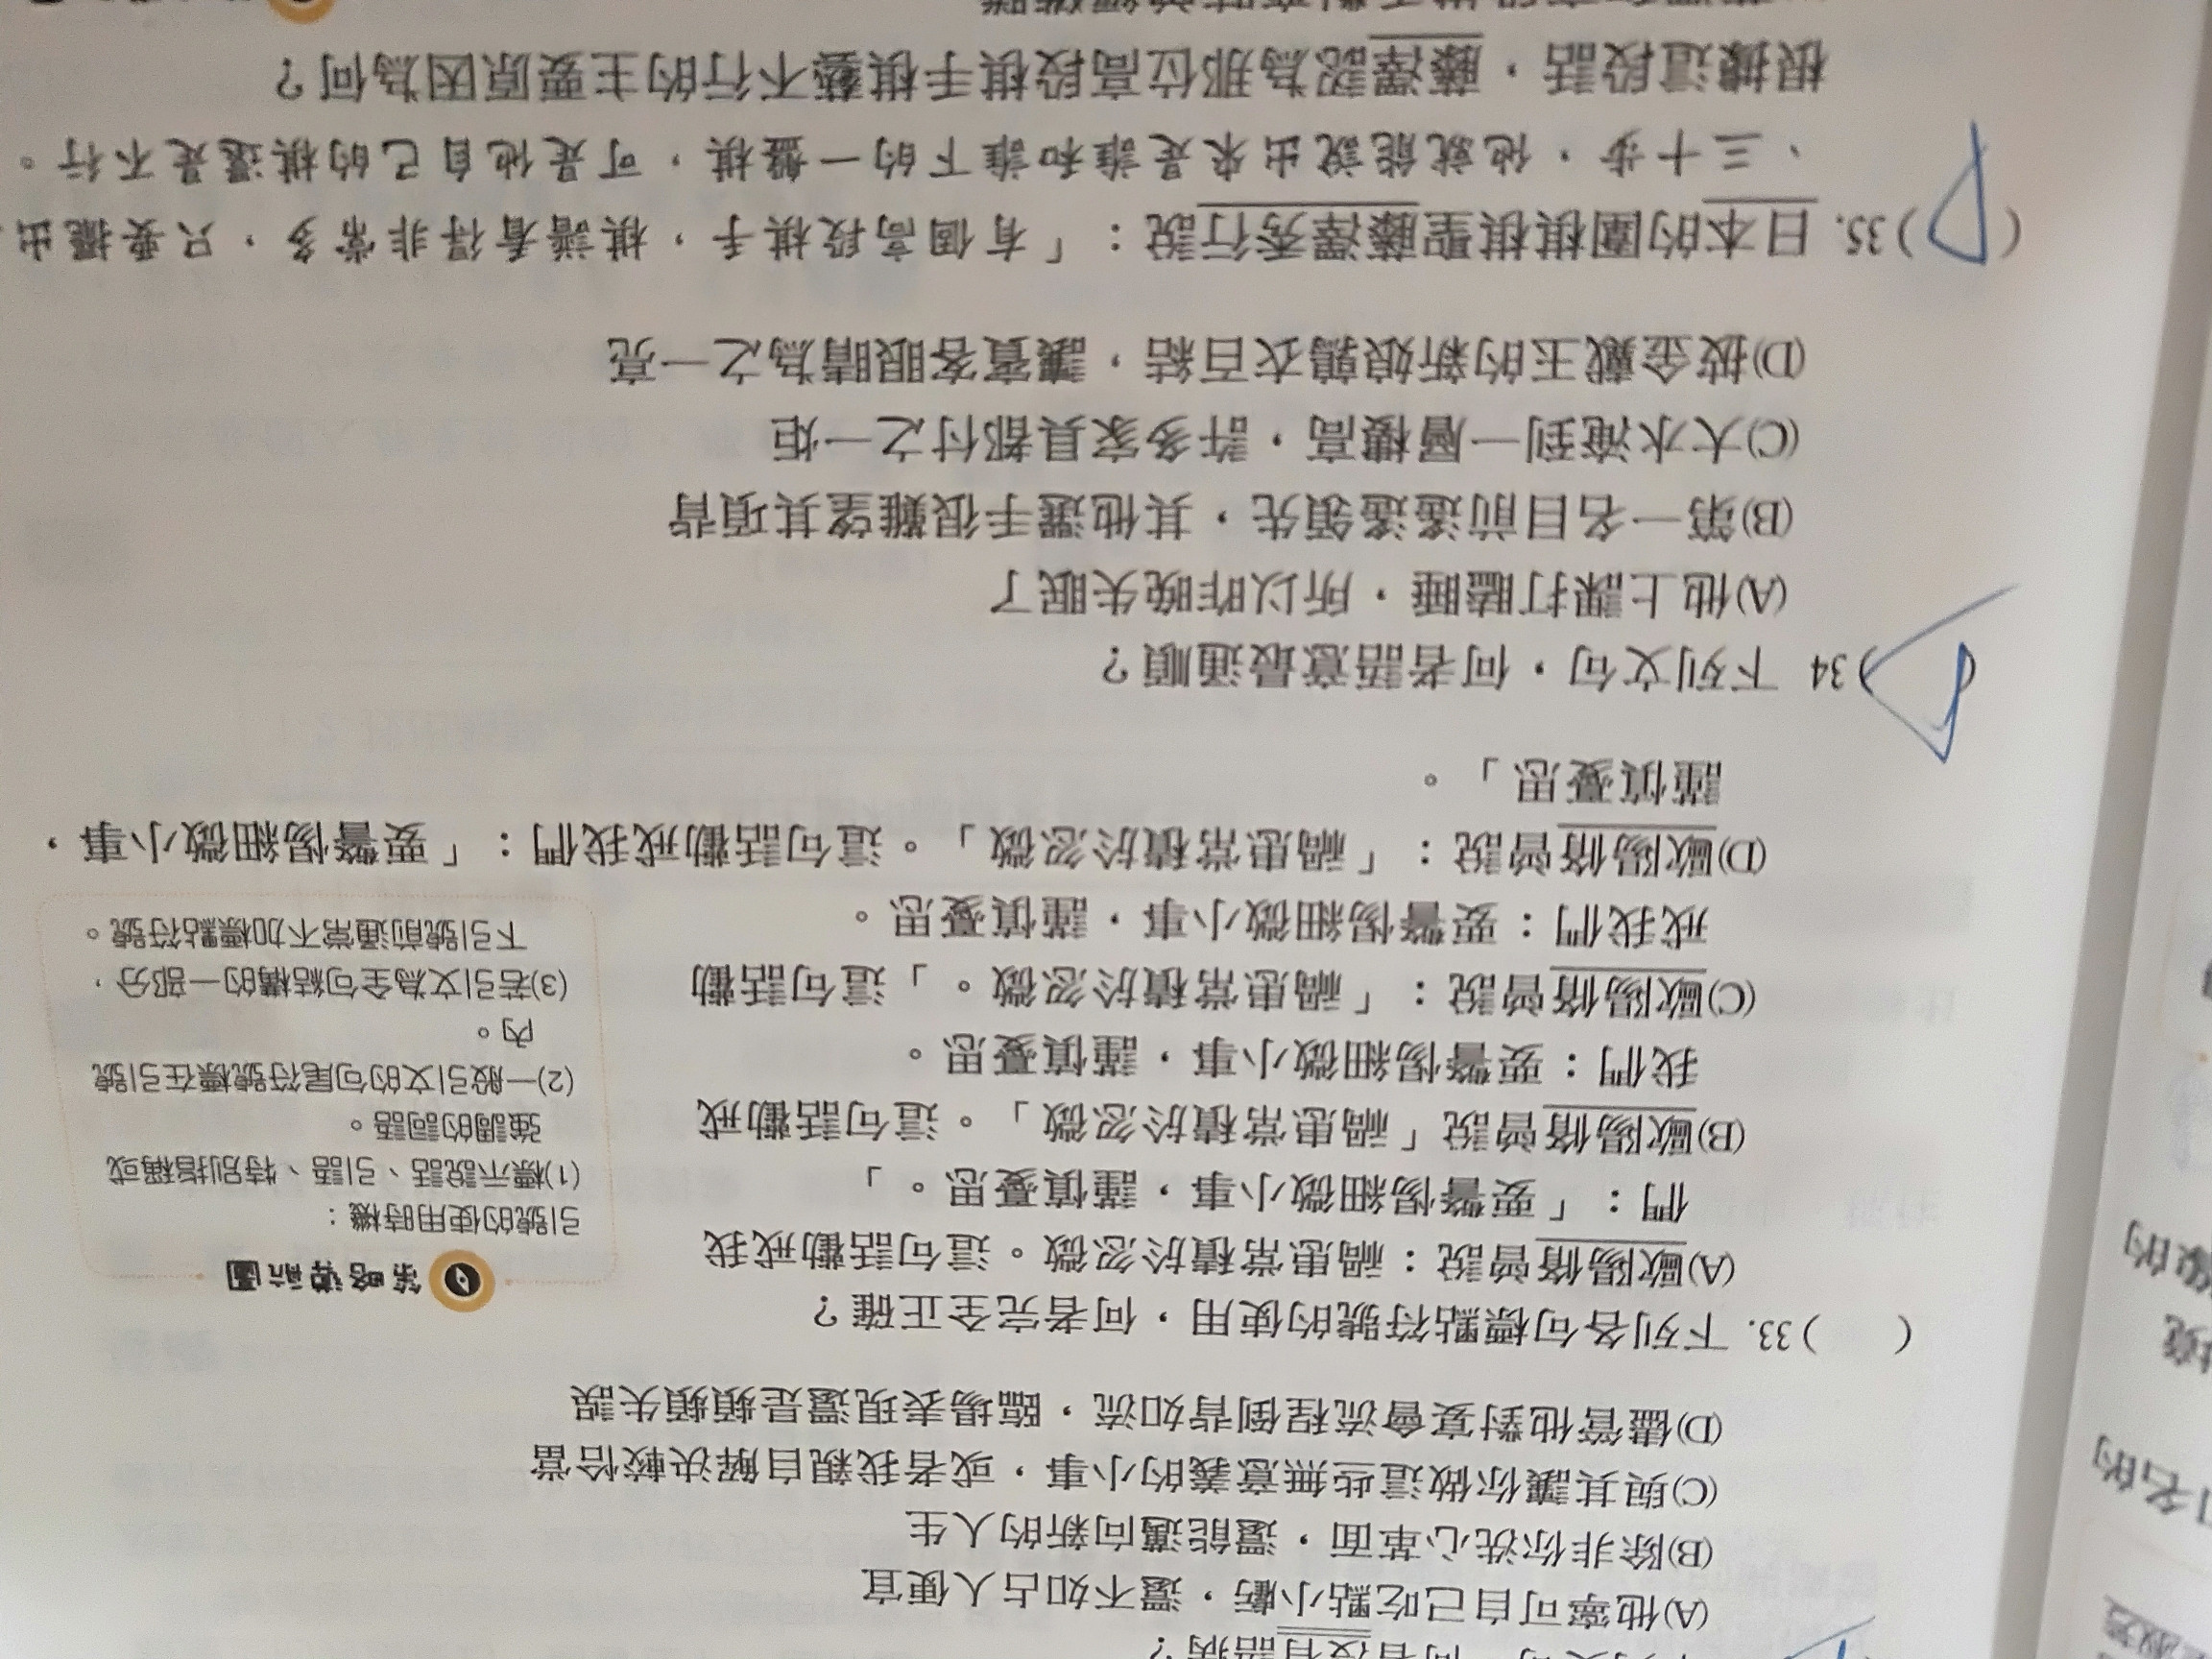 何者沒有語病？
(A)他寧可自己吃點小虧，還不如占人便宜
(B)除非你洗心革面，還能邁向新的人生
(C)與其讓你做這些無意義的小事，或者我親自解決較恰當
(D)儘管他對宴會流程倒背如流，臨場表現還是頻頻失誤
(　)33. 下列各句標點符號的使用，何者完全正確？
(A)歐陽脩曾說：禍患常積於忽微。這句話勸戒我
們：「要警惕細微小事，謹慎憂思。」
(B)歐陽脩曾說「禍患常積於忽微」。這句話勸戒
我們：要警惕細微小事，謹慎憂思。
(C)歐陽脩曾說：「禍患常積於忽微。」這句話勸
戒我們：要警惕細微小事，謹慎憂思。
(D)歐陽脩曾說：「禍患常積於忽微」。這句話勸戒我們：「要警惕細微小事，
謹慎憂思」。
策略導航圖
引號的使用時機：
(1)標示說話、引語、特別指稱或
強調的詞語。
(2)一般引文的句尾符號標在引號
內。
(3)若引文為全句結構的一部分，
下引號前通常不加標點符號。
( )34 下列文句，何者語意最通順？
(A)他上課打瞌睡，所以昨晚失眠了
(B)第一名目前遙遙領先，其他選手很難望其項背
(C)大水淹到一層樓高，許多家具都付之一炬
(D)披金戴玉的新娘鶉衣百結，讓賓客眼睛為之一亮
(D)35. 日本的圍棋棋聖藤澤秀行說：「有個高段棋手，棋譜看得非常多，只要擺出
、三十步，他就能說出來是誰和誰下的一盤棋，可是他自己的棋還是不行。
根據這段話，藤澤認為那位高段棋手棋藝不行的主要原因為何？